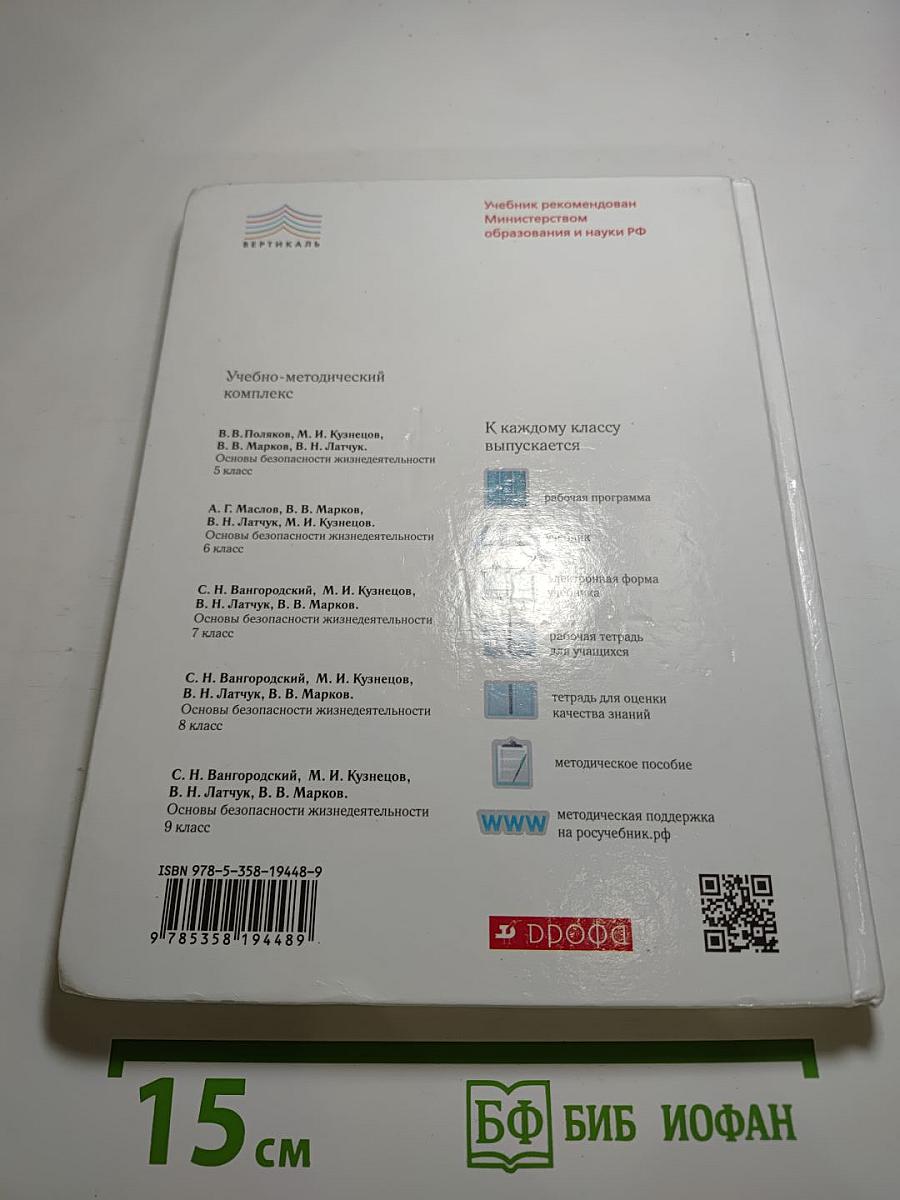 ВЕРТИКАЛЬ
Учебник рекомендован
Министерством
образования и науки РФ
Учебно-методический
комплекс
В. В. Поляков, М. И. Кузнецов,
В. В. Марков, В. Н. Латчук.
Основы безопасности жизнедеятельности
5 класс
А. Г. Маслов, В. В. Марков,
В. Н. Латчук, М. И. Кузнецов.
Основы безопасности жизнедеятельности
6 класс
С. Н. Вангородский, М. И. Кузнецов,
В. Н. Латчук, В. В. Марков.
Основы безопасности жизнедеятельности
7 класс
С. Н. Вангородский, М. И. Кузнецов,
В. Н. Латчук, В. В. Марков.
Основы безопасности жизнедеятельности
8 класс
С. Н. Вангородский, М. И. Кузнецов,
В. Н. Латчук, В. В. Марков.
Основы безопасности жизнедеятельности
9 класс
К каждому классу
выпускается
рабочая программа
учебник
электронная форма
учебника
рабочая тетрадь
для учащихся
тетрадь для оценки
качества знаний
методическое пособие
www
методическая поддержка
на росучебник.рф
ISBN 978-5-358-19448-9
9 785358 194489
дрофа
15 см
БФ БИБ ИОФАН